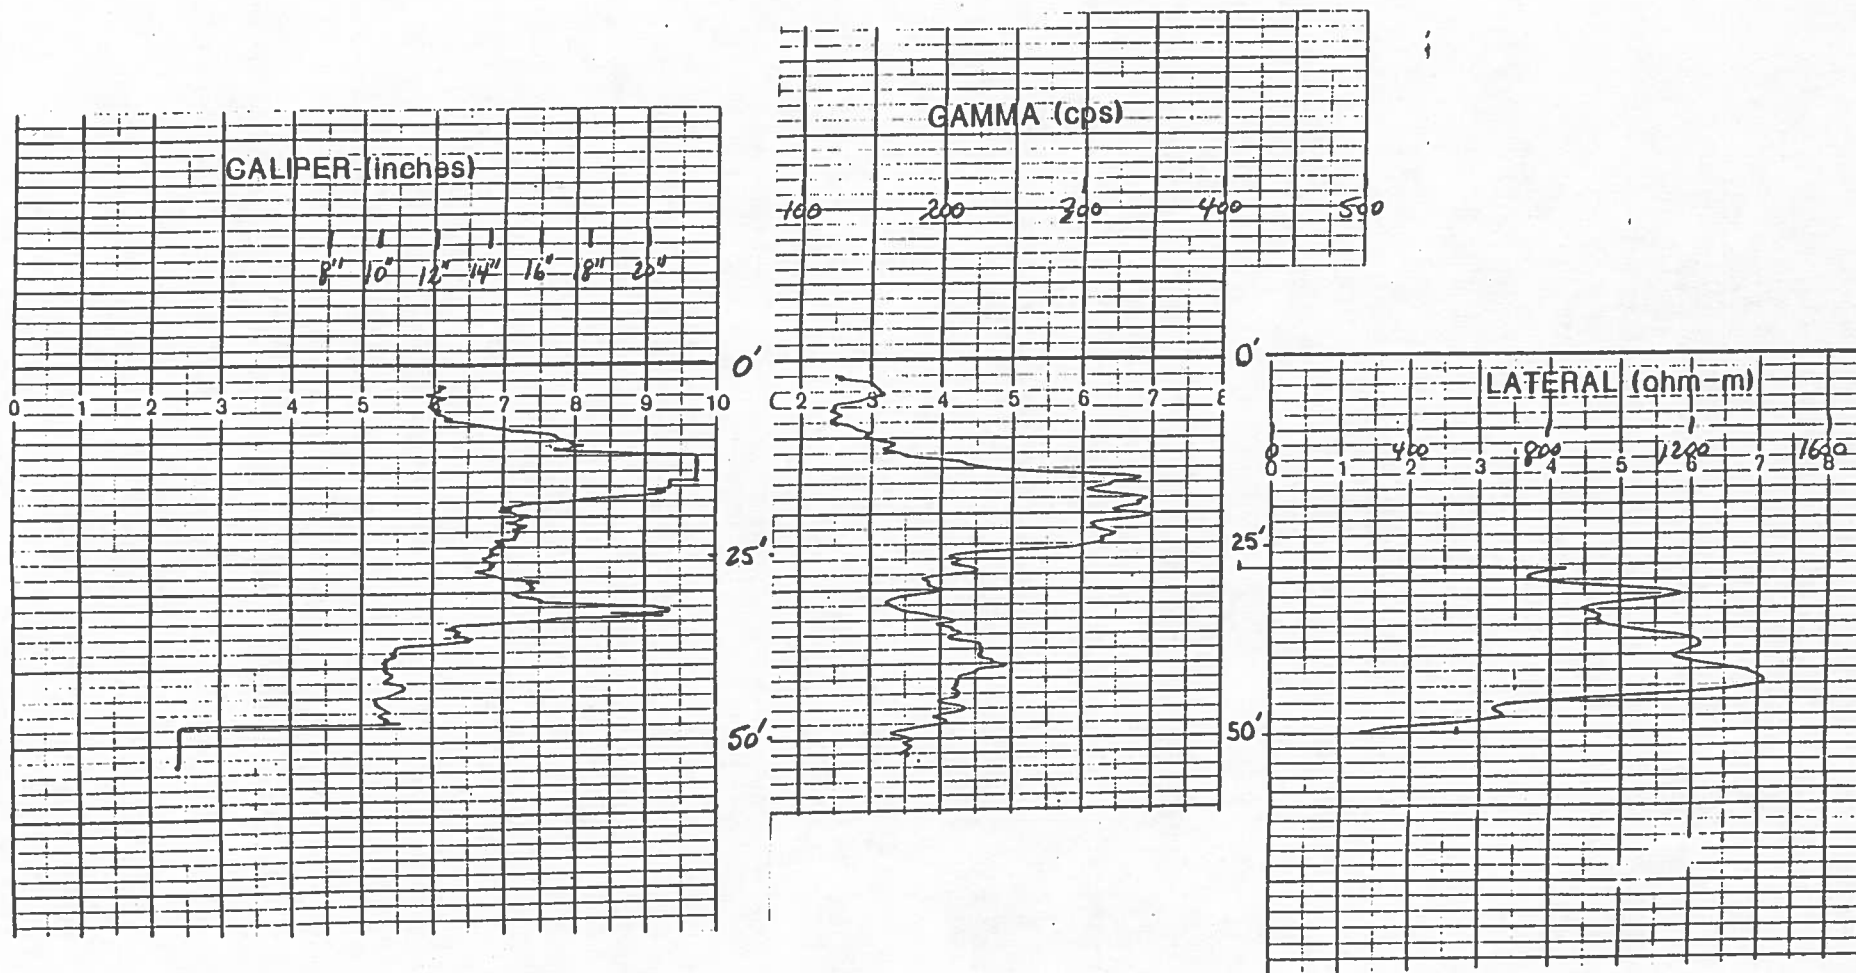 GAMMA (cps)
100 200 300 400 500
CALIPER (inches)
8" 10" 12" 14" 16" 18" 20"
0'
0 1 2 3 4 5 6 7 8 9 10
C 2 3 4 5 6 7 8
25'
50'
0'
LATERAL (ohm-m)
0 400 800 1200 1600
0 1 2 3 4 5 6 7 8
25'
50'